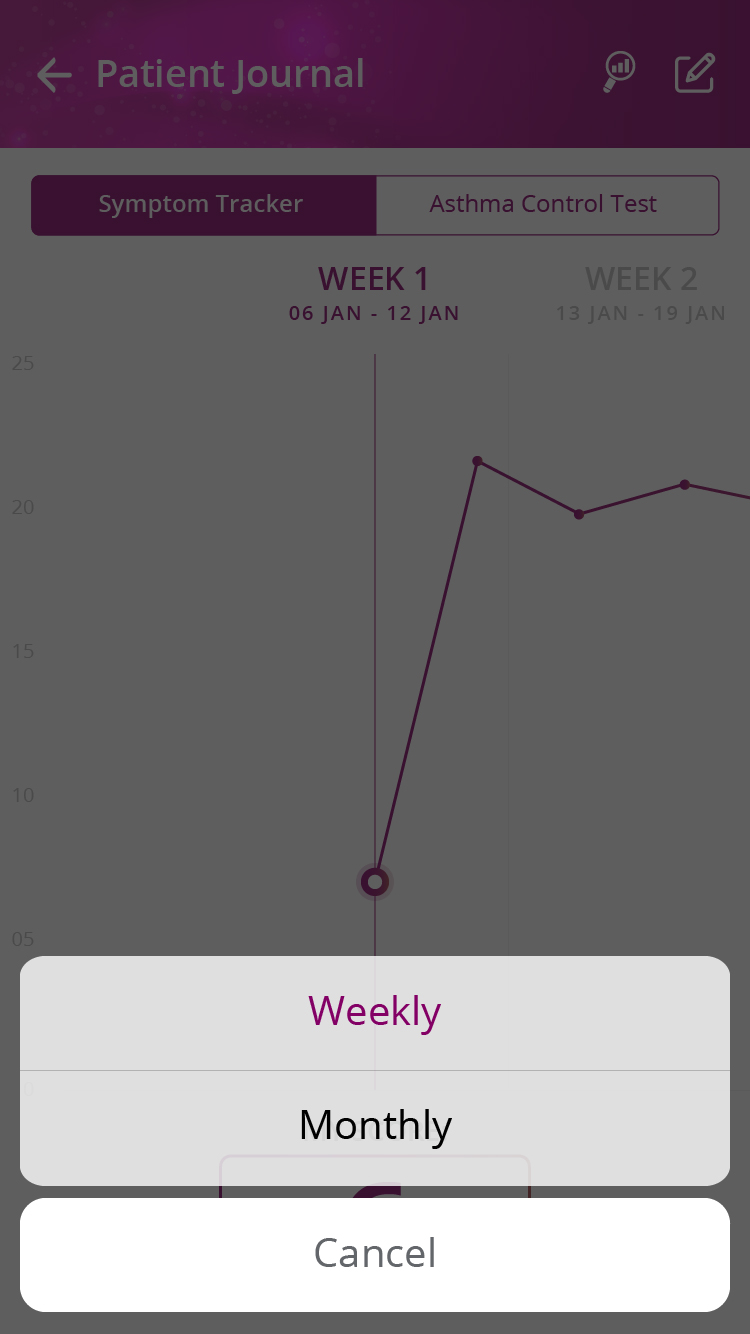 Patient Journal
Symptom Tracker
Asthma Control Test
WEEK 1
WEEK 2
06 JAN - 12 JAN
13 JAN - 19 JAN
25
20
15
10
05
Weekly
0
Monthly
Cancel